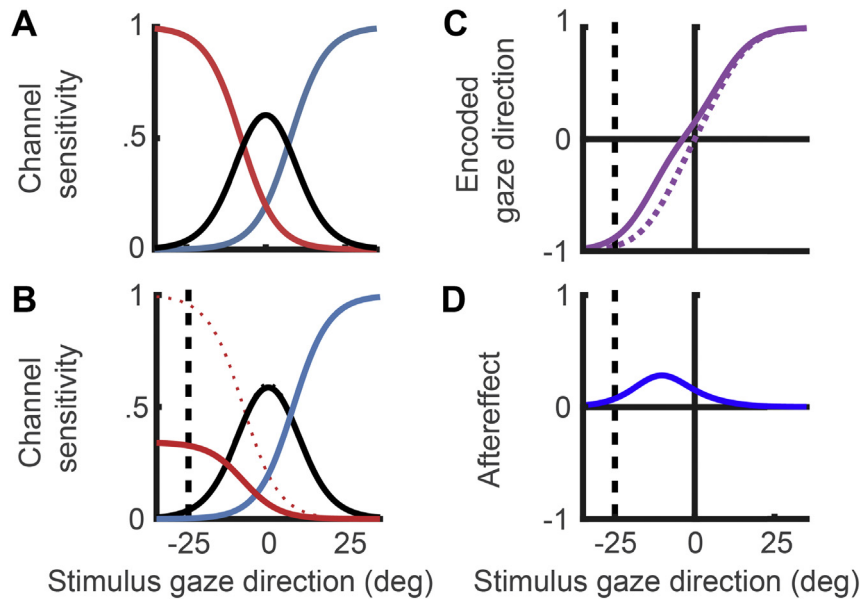 A
1
.5
0
Channel
sensitivity
B
1
.5
0
Channel
sensitivity
-25
0
25
Stimulus gaze direction (deg)
C
1
0
-1
Encoded
gaze direction
D
1
0
-1
Aftereffect
-25
0
25
Stimulus gaze direction (deg)